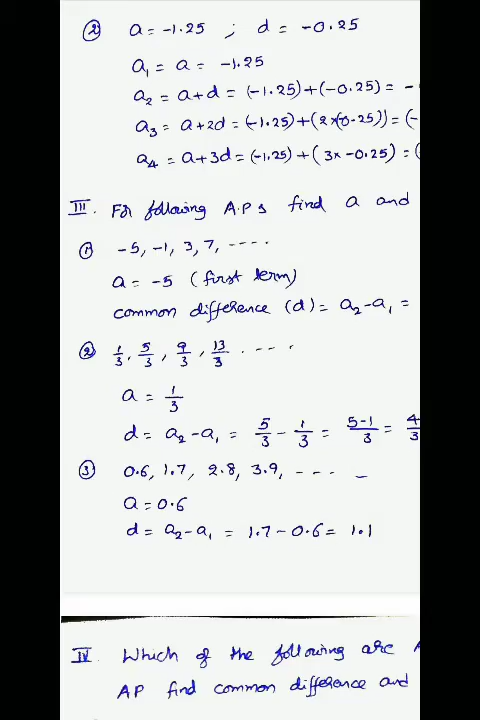 ② a = -1.25 ; d = -0.25
a₁ = a = -1.25
a₂ = a+d = (-1.25)+(-0.25) = -
a₃ = a+2d = (-1.25)+(2×(0-25)) = (-
a₄ = a+3d = (-1.25)+(3×-0.25) = (
III. For following A.Ps find a and
① -5, -1, 3, 7, ----.
a = -5 (first term)
common difference (d) = a₂-a₁ =
② 1/3, 5/3, 9/3, 13/3 . -- - .
a = 1/3
d = a₂-a₁ = 5/3 - 1/3 = 5-1/3 = 4/3
③ 0.6, 1.7, 2.8, 3.9, - --- _
a = 0.6
d = a₂-a₁ = 1.7 - 0.6 = 1.1
IV. Which of the following are
AP find common difference and